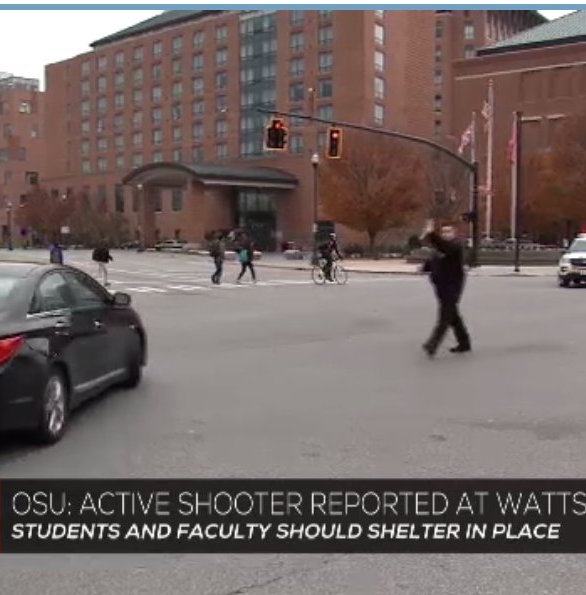 OSU: ACTIVE SHOOTER REPORTED AT WATTS
STUDENTS AND FACULTY SHOULD SHELTER IN PLACE